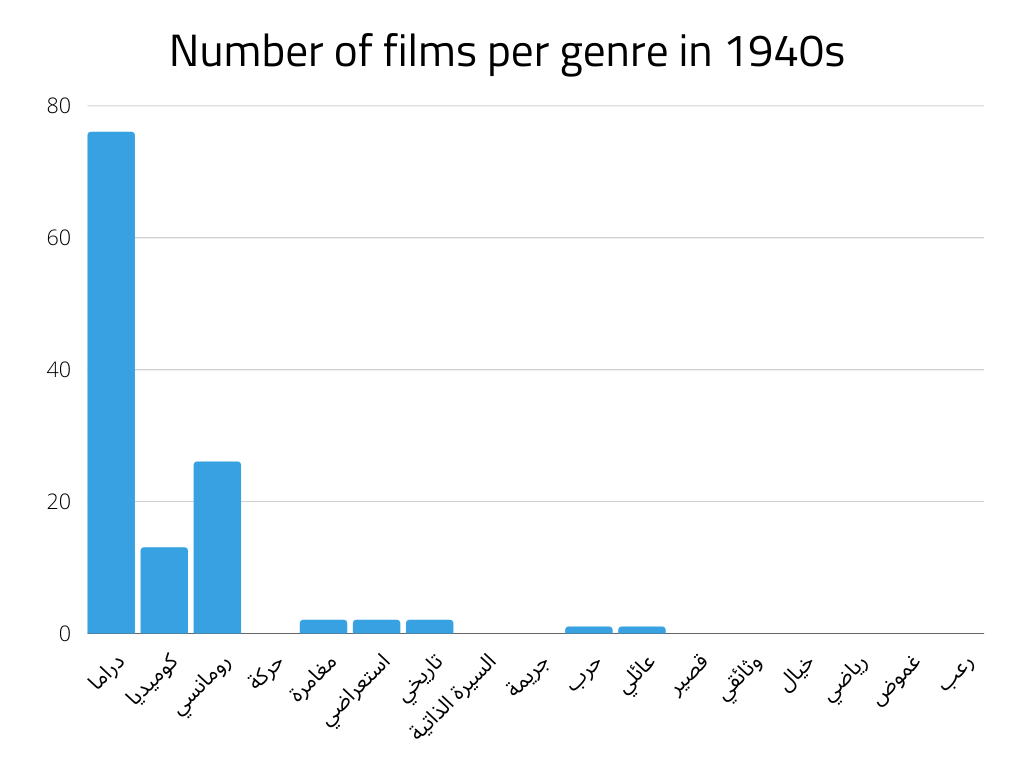 Number of films per genre in 1940s
80
60
40
20
0
دراما
كوميديا
رومانسي
حركة
مغامرة
استعراضي
تاريخي
السيرة الذاتية
جريمة
حرب
عائلي
قصير
وثائقي
خيال
رياضي
غموض
رعب